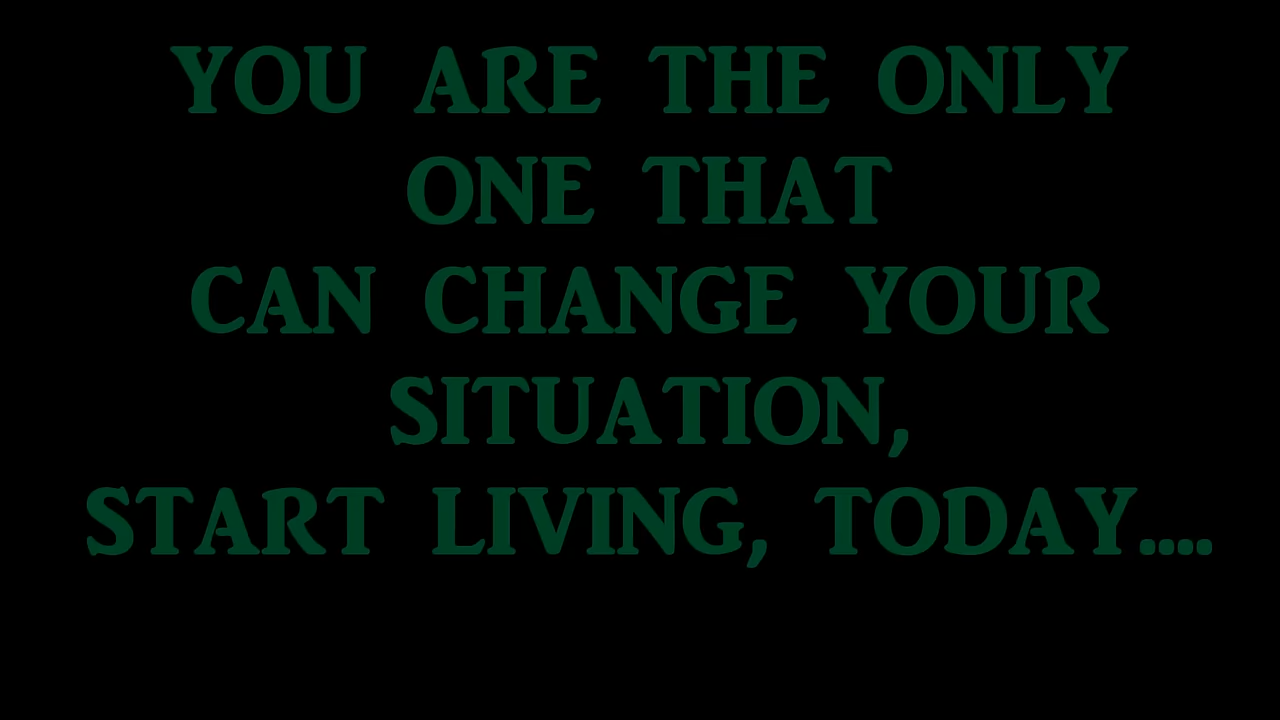 YOU ARE THE ONLY
ONE THAT
CAN CHANGE YOUR
SITUATION,
START LIVING, TODAY....